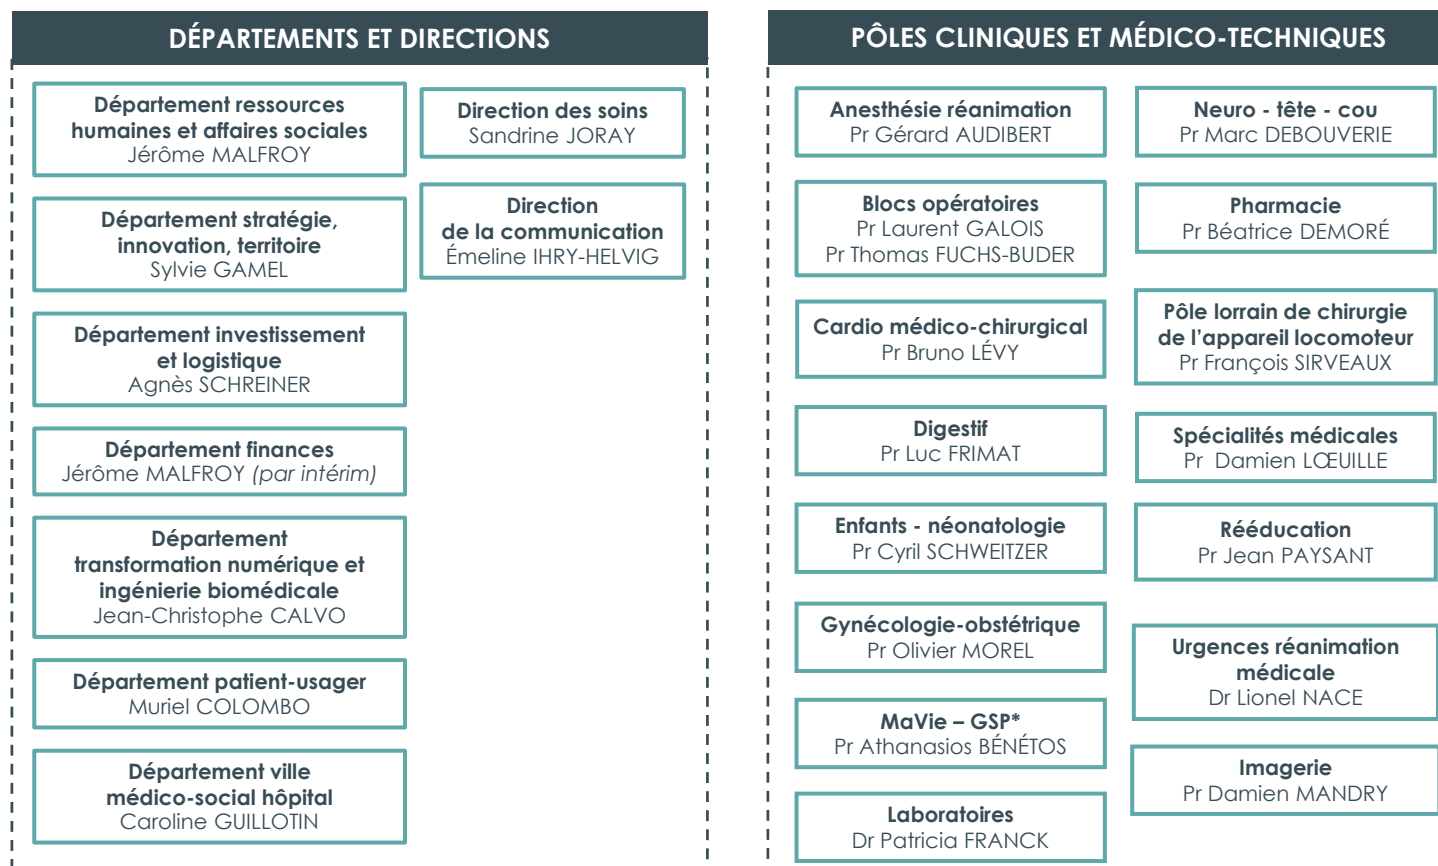 DÉPARTEMENTS ET DIRECTIONS
Département ressources
humaines et affaires sociales
Jérôme MALFROY
Département stratégie,
innovation, territoire
Sylvie GAMEL
Département investissement
et logistique
Agnès SCHREINER
Département finances
Jérôme MALFROY (par intérim)
Département
transformation numérique et
ingénierie biomédicale
Jean-Christophe CALVO
Département patient-usager
Muriel COLOMBO
Département ville
médico-social hôpital
Caroline GUILLOTIN
Direction des soins
Sandrine JORAY
Direction
de la communication
Émeline IHRY-HELVIG
PÔLES CLINIQUES ET MÉDICO-TECHNIQUES
Anesthésie réanimation
Pr Gérard AUDIBERT
Blocs opératoires
Pr Laurent GALOIS
Pr Thomas FUCHS-BUDER
Cardio médico-chirurgical
Pr Bruno LÉVY
Digestif
Pr Luc FRIMAT
Enfants - néonatologie
Pr Cyril SCHWEITZER
Gynécologie-obstétrique
Pr Olivier MOREL
MaVie – GSP*
Pr Athanasios BÉNÉTOS
Laboratoires
Dr Patricia FRANCK
Neuro - tête - cou
Pr Marc DEBOUVERIE
Pharmacie
Pr Béatrice DEMORÉ
Pôle lorrain de chirurgie
de l’appareil locomoteur
Pr François SIRVEAUX
Spécialités médicales
Pr  Damien LŒUILLE
Rééducation
Pr Jean PAYSANT
Urgences réanimation
médicale
Dr Lionel NACE
Imagerie
Pr Damien MANDRY